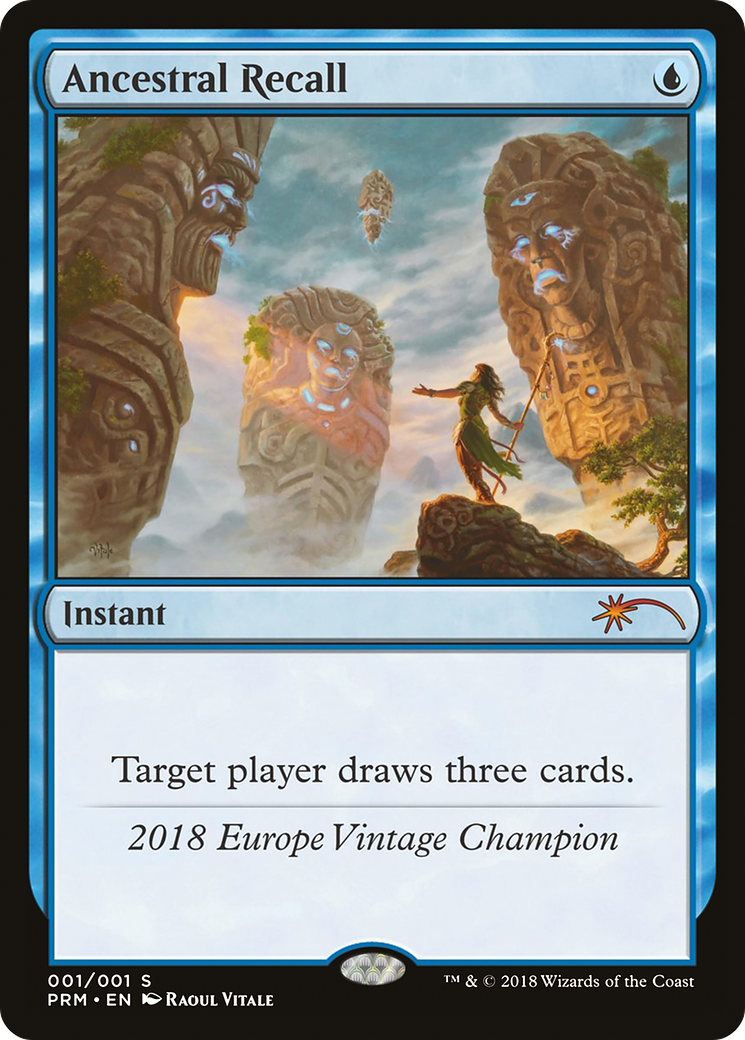 Ancestral Recall
Instant
Target player draws three cards.
2018 Europe Vintage Champion
001/001 S
PRM • EN Raoul Vitale
™ & © 2018 Wizards of the Coast